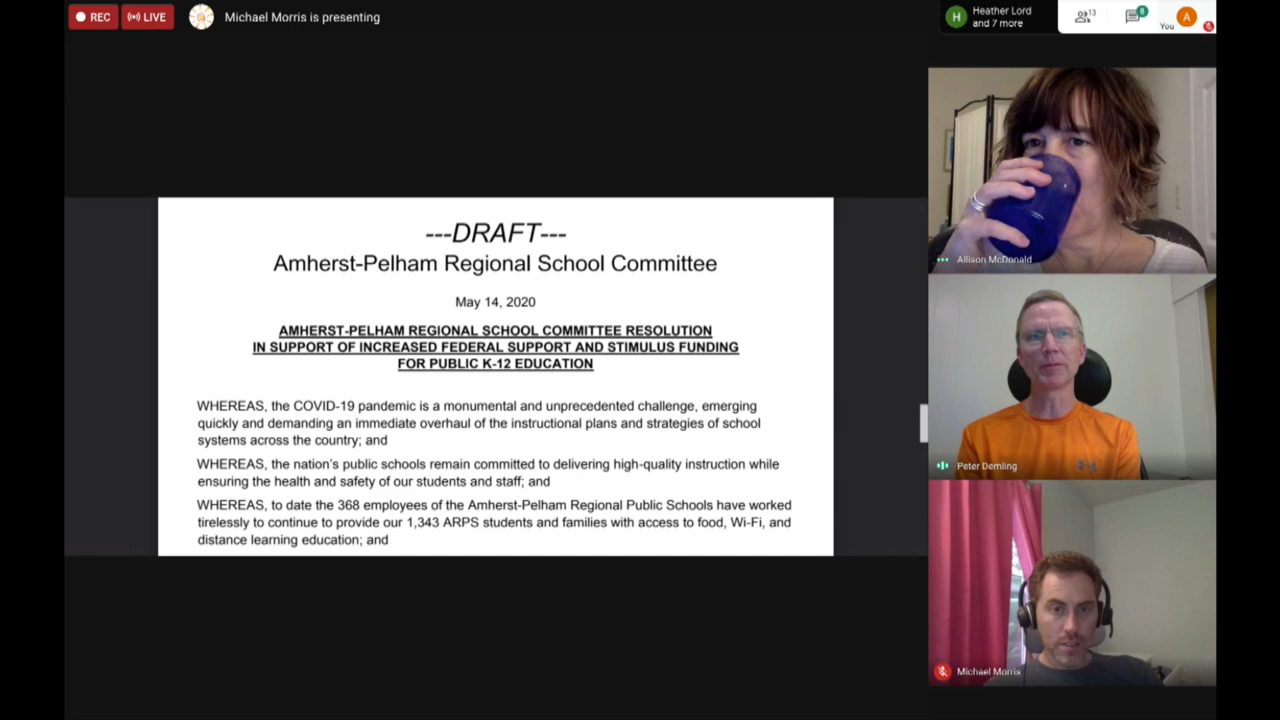 REC
LIVE
Michael Morris is presenting
H
Heather Lord
and 7 more
13
8
You
A
---DRAFT---
Amherst-Pelham Regional School Committee
May 14, 2020
AMHERST-PELHAM REGIONAL SCHOOL COMMITTEE RESOLUTION
IN SUPPORT OF INCREASED FEDERAL SUPPORT AND STIMULUS FUNDING
FOR PUBLIC K-12 EDUCATION
WHEREAS, the COVID-19 pandemic is a monumental and unprecedented challenge, emerging
quickly and demanding an immediate overhaul of the instructional plans and strategies of school
systems across the country; and
WHEREAS, the nation's public schools remain committed to delivering high-quality instruction while
ensuring the health and safety of our students and staff; and
WHEREAS, to date the 368 employees of the Amherst-Pelham Regional Public Schools have worked
tirelessly to continue to provide our 1,343 ARPS students and families with access to food, Wi-Fi, and
distance learning education; and
Allison McDonald
Peter Demling
Michael Morris